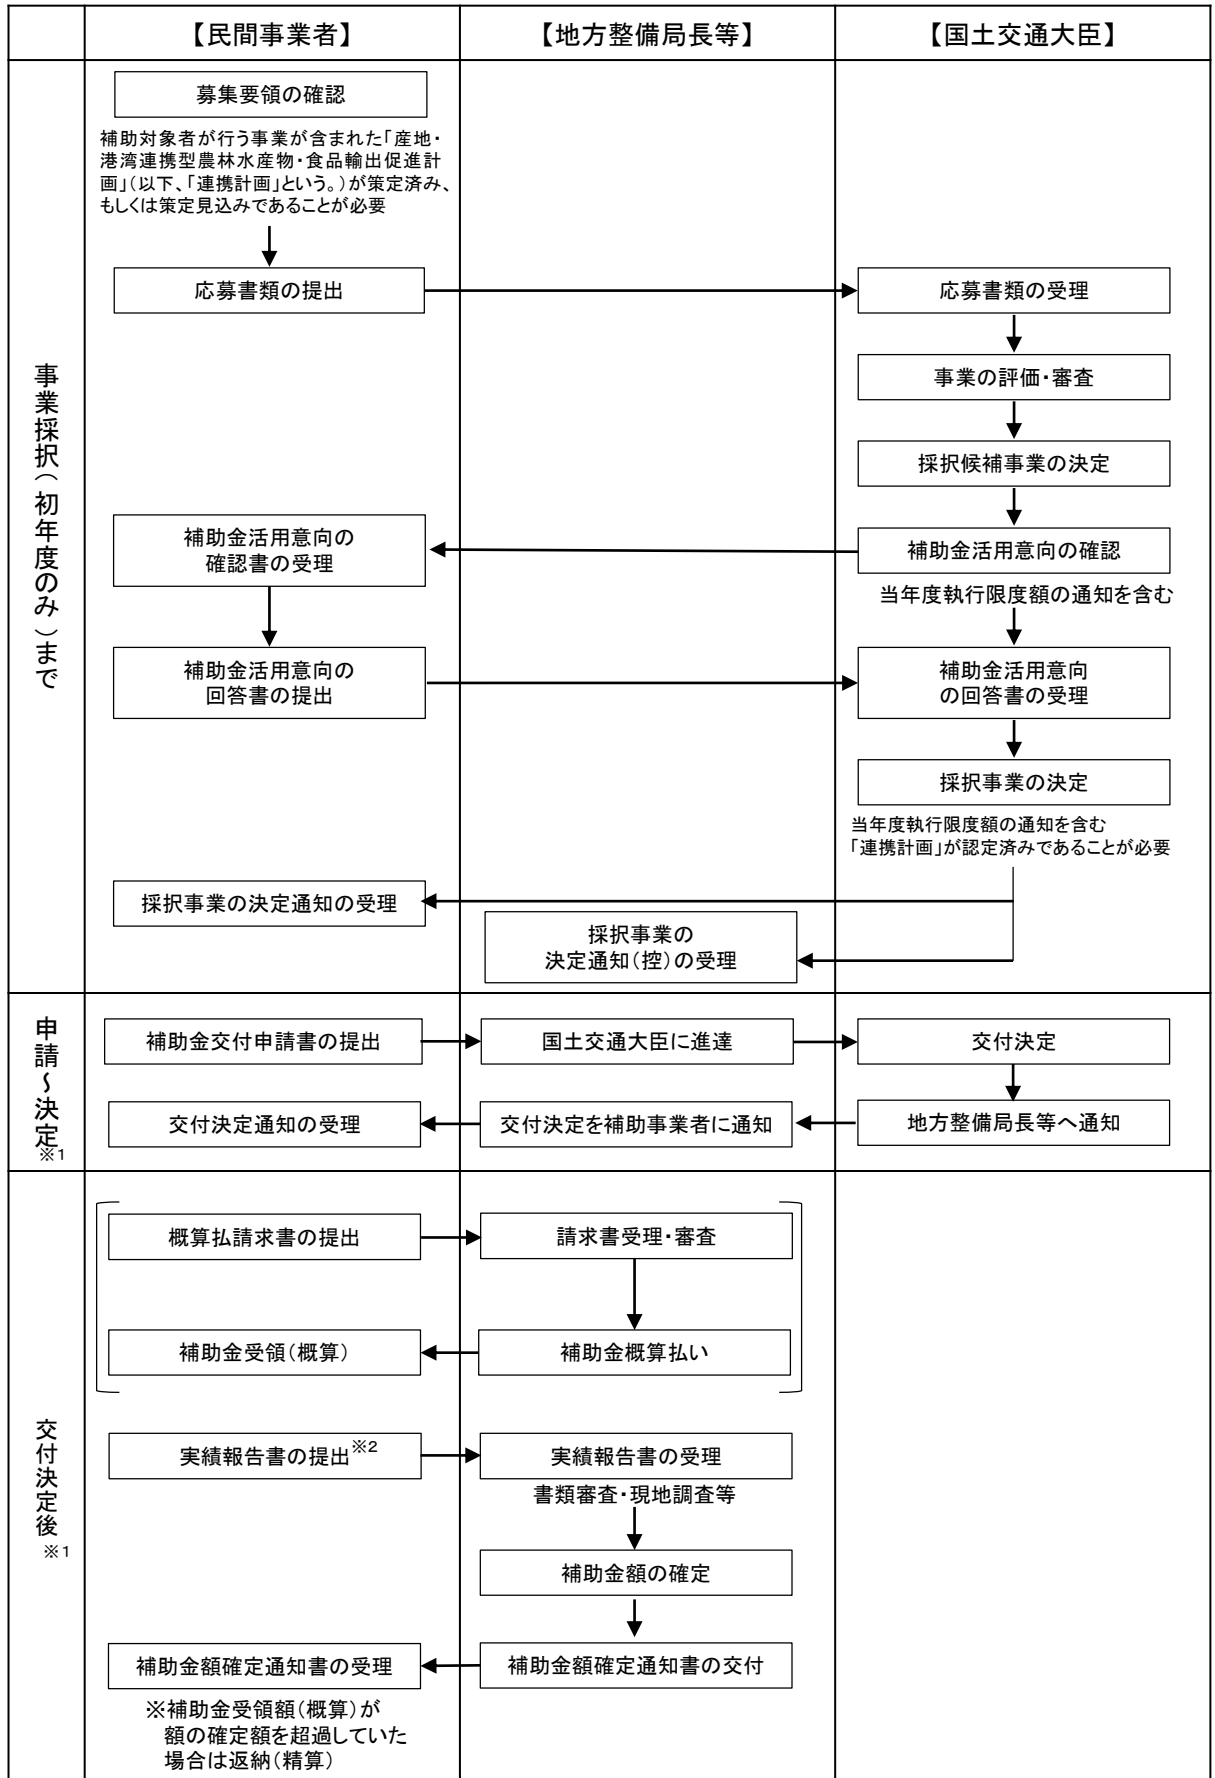 【民間事業者】
【地方整備局長等】
【国土交通大臣】
事業採択(初年度のみ)まで
募集要領の確認
補助対象者が行う事業が含まれた「産地・
港湾連携型農林水産物・食品輸出促進計
画」(以下、「連携計画」という。)が策定済み、
もしくは策定見込みであることが必要
応募書類の提出
応募書類の受理
事業の評価・審査
採択候補事業の決定
補助金活用意向の確認
当年度執行限度額の通知を含む
補助金活用意向の
確認書の受理
補助金活用意向の
回答書の提出
補助金活用意向
の回答書の受理
採択事業の決定
当年度執行限度額の通知を含む
「連携計画」が認定済みであることが必要
採択事業の決定通知の受理
採択事業の
決定通知(控)の受理
申請~決定
※1
補助金交付申請書の提出
国土交通大臣に進達
交付決定
交付決定通知の受理
交付決定を補助事業者に通知
地方整備局長等へ通知
交付決定後
※1
概算払請求書の提出
請求書受理・審査
補助金受領(概算)
補助金概算払い
実績報告書の提出※2
実績報告書の受理
書類審査・現地調査等
補助金額の確定
補助金額確定通知書の受理
補助金額確定通知書の交付
※補助金受領額(概算)が
額の確定額を超過していた
場合は返納(精算)